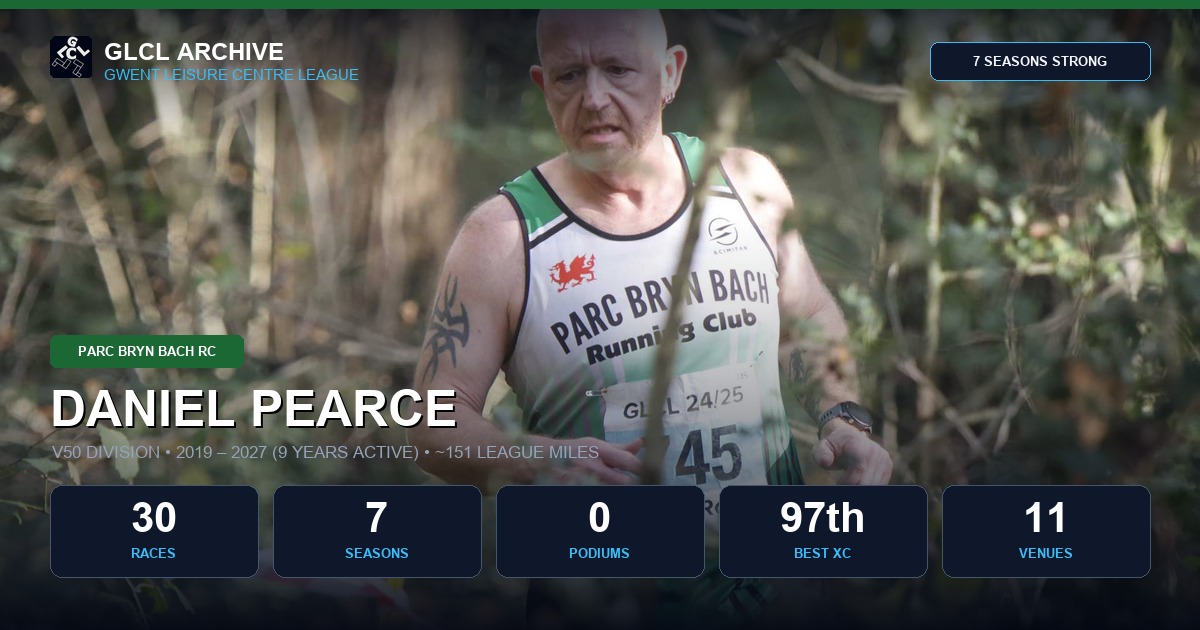 GLCL ARCHIVE
GWENT LEISURE CENTRE LEAGUE
7 SEASONS STRONG
SCIMITAR
PARC BRYN BACH
Running Club
GLCL 24/25
745
PARC BRYN BACH RC
DANIEL PEARCE
V50 DIVISION • 2019 – 2027 (9 YEARS ACTIVE) • ~151 LEAGUE MILES
30
RACES
7
SEASONS
0
PODIUMS
97th
BEST XC
11
VENUES